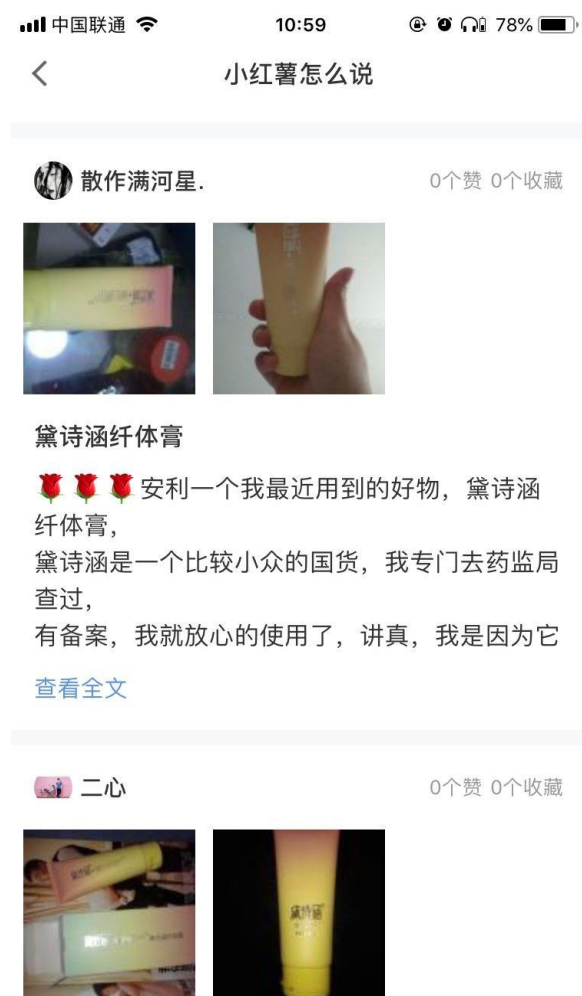 中国联通 10:59 78%
小红薯怎么说
散作满河星. 0个赞 0个收藏
黛诗涵纤体膏
安利一个我最近用到的好物，黛诗涵
纤体膏，
黛诗涵是一个比较小众的国货，我专门去药监局
查过，
有备案，我就放心的使用了，讲真，我是因为它
查看全文
二心 0个赞 0个收藏
黛诗涵